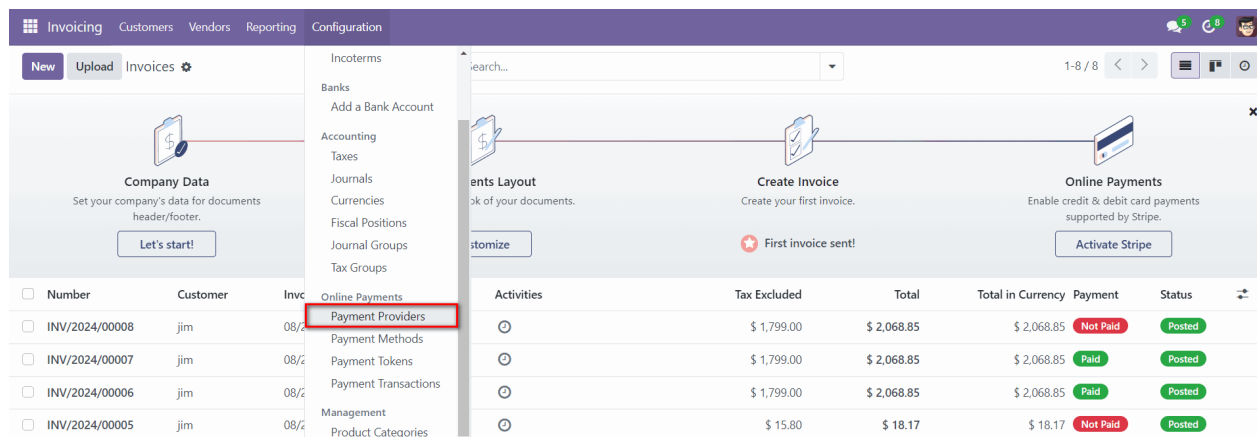 Invoicing Customers Vendors Reporting Configuration 5 8
New Upload Invoices Search... 1-8 / 8
Incoterms
Banks
Add a Bank Account
Accounting
Taxes
Journals
Currencies
Fiscal Positions
Journal Groups
Tax Groups
Online Payments
Payment Providers
Payment Methods
Payment Tokens
Payment Transactions
Management
Product Categories
Company Data
Set your company's data for documents
header/footer.
Let's start!
ents Layout
ok of your documents.
stomize
Create Invoice
Create your first invoice.
First invoice sent!
Online Payments
Enable credit & debit card payments
supported by Stripe.
Activate Stripe
Number Customer Invo Activities Tax Excluded Total Total in Currency Payment Status
INV/2024/00008 jim 08/2 $ 1,799.00 $ 2,068.85 $ 2,068.85 Not Paid Posted
INV/2024/00007 jim 08/2 $ 1,799.00 $ 2,068.85 $ 2,068.85 Paid Posted
INV/2024/00006 jim 08/2 $ 1,799.00 $ 2,068.85 $ 2,068.85 Paid Posted
INV/2024/00005 jim 08/2 $ 15.80 $ 18.17 $ 18.17 Not Paid Posted